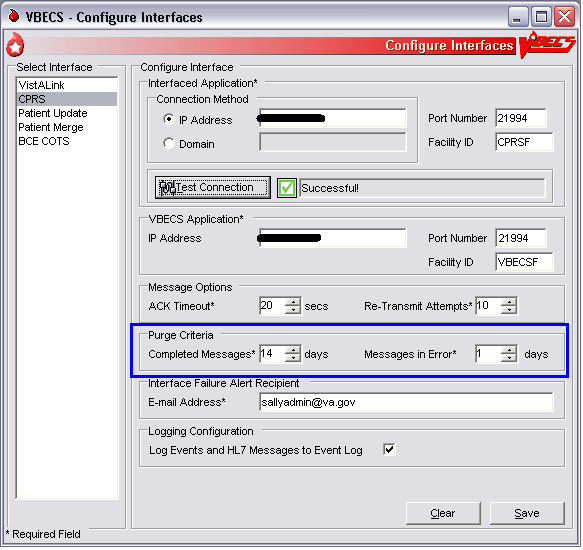 VBECS - Configure Interfaces
Configure Interfaces VBECS
Select Interface
VistALink
CPRS
Patient Update
Patient Merge
BCE COTS
* Required Field
Configure Interface
Interfaced Application*
Connection Method
IP Address
Domain
Port Number 21994
Facility ID CPRSF
Test Connection Successful!
VBECS Application*
IP Address Port Number 21994
Facility ID VBECSF
Message Options
ACK Timeout* 20 secs Re-Transmit Attempts* 10
Purge Criteria
Completed Messages* 14 days Messages in Error* 1 days
Interface Failure Alert Recipient
E-mail Address* sallyadmin@va.gov
Logging Configuration
Log Events and HL7 Messages to Event Log
Clear Save